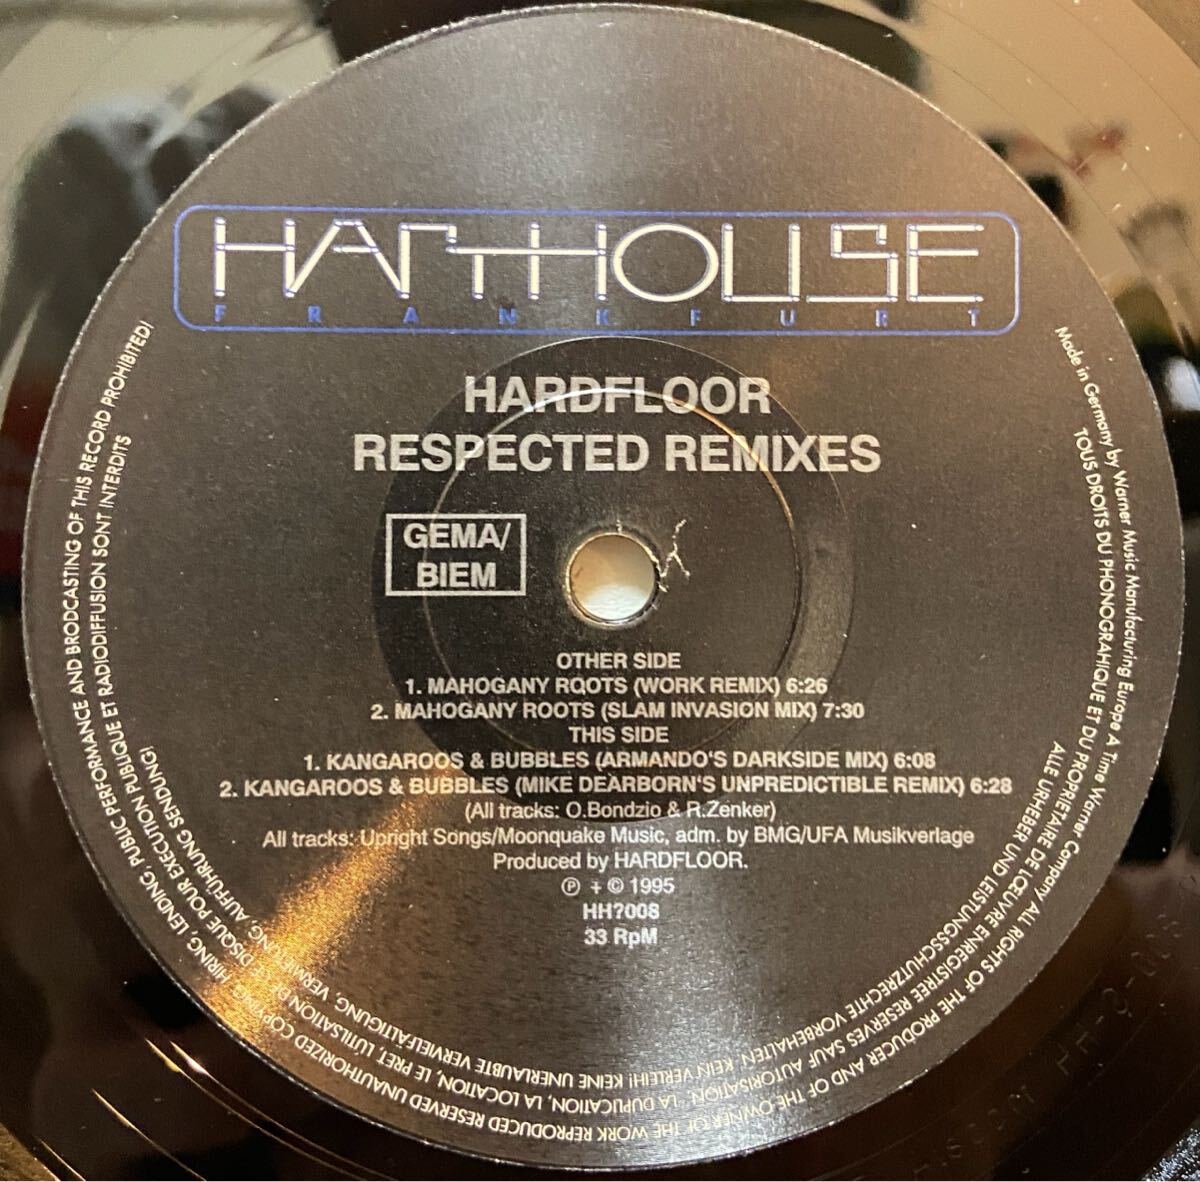 HARTHOUSE
FRANKFURT
HARDFLOOR
RESPECTED REMIXES
GEMA/
BIEM
OTHER SIDE
1. MAHOGANY ROOTS (WORK REMIX) 6:26
2. MAHOGANY ROOTS (SLAM INVASION MIX) 7:30
THIS SIDE
1. KANGAROOS & BUBBLES (ARMANDO'S DARKSIDE MIX) 6:08
2. KANGAROOS & BUBBLES (MIKE DEARBORN'S UNPREDICTIBLE REMIX) 6:28
(All tracks: O.Bondzio & R.Zenker)
All tracks: Upright Songs/Moonquake Music, adm. by BMG/UFA Musikverlage
Produced by HARDFLOOR.
℗ + © 1995
HH7008
33 RpM
Made in Germany by Warner Music Manufacturing Europe A Time Warner Company ALL RIGHTS OF THE PRODUCER AND OF THE OWNER OF THE WORK REPRODUCED RESERVED UNAUTHORIZED COPYING, HIRING, LENDING, PUBLIC PERFORMANCE AND BRODCASTING OF THIS RECORD PROHIBITED!
TOUS DROITS DU PHONOGRAHIQUE ET DU PROPRIETAIRE DE LŒUVRE ENREGISTREE RESERVES SAUF AUTORISATION, LA DUPLICATION, LA LOCATION, LE PRET, LUTILSATION DE CE DISQUE POUR EXECUTION PUBLIQUE ET RADIODIFFUSION SONT INTERDITS
ALLE URHEBER UND LEISTUNGSSCHUTZRECHTE VORBEHALTEN. KEIN VERLEIH! KEINE UNERLAUBTE VERVIELFÄLTIGUNG, VERMIETUNG, AUFFÜHRUNG SENDUNG!